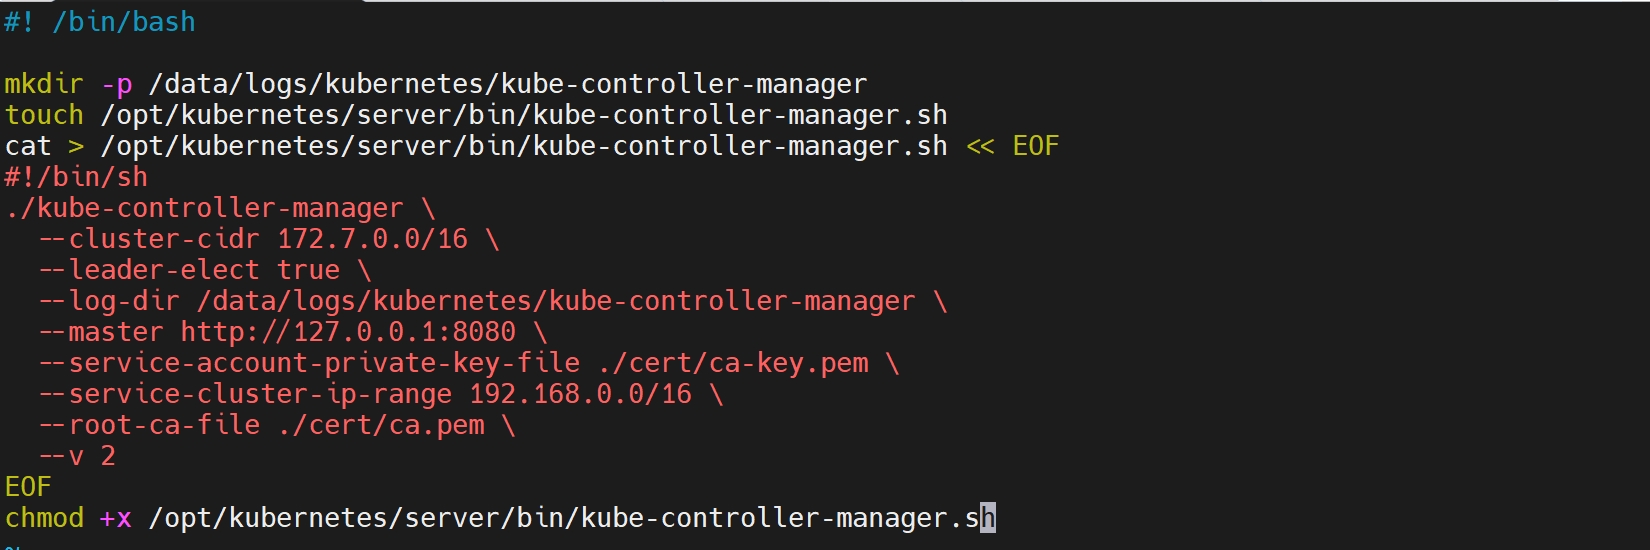 #! /bin/bash
mkdir -p /data/logs/kubernetes/kube-controller-manager
touch /opt/kubernetes/server/bin/kube-controller-manager.sh
cat > /opt/kubernetes/server/bin/kube-controller-manager.sh << EOF
#!/bin/sh
./kube-controller-manager \
  --cluster-cidr 172.7.0.0/16 \
  --leader-elect true \
  --log-dir /data/logs/kubernetes/kube-controller-manager \
  --master http://127.0.0.1:8080 \
  --service-account-private-key-file ./cert/ca-key.pem \
  --service-cluster-ip-range 192.168.0.0/16 \
  --root-ca-file ./cert/ca.pem \
  --v 2
EOF
chmod +x /opt/kubernetes/server/bin/kube-controller-manager.sh